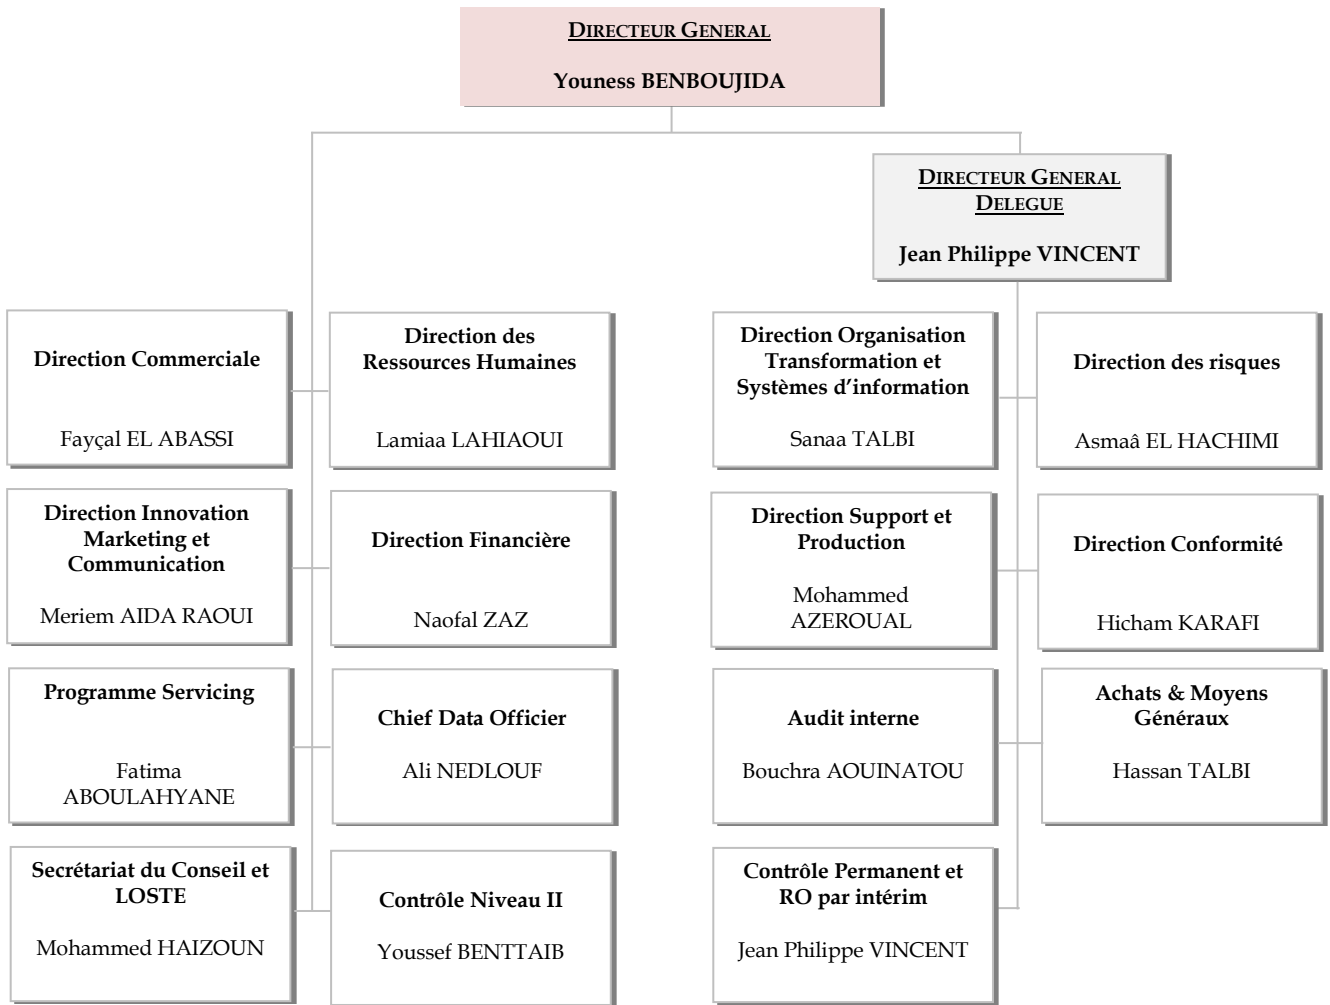 DIRECTEUR GENERAL
Youness BENBOUJIDA
DIRECTEUR GENERAL
DELEGUE
Jean Philippe VINCENT
Direction Commerciale
Fayçal EL ABASSI
Direction des
Ressources Humaines
Lamiaa LAHIAOUI
Direction Organisation
Transformation et
Systèmes d’information
Sanaa TALBI
Direction des risques
Asmaâ EL HACHIMI
Direction Innovation
Marketing et
Communication
Meriem AIDA RAOUI
Direction Financière
Naofal ZAZ
Direction Support et
Production
Mohammed
AZEROUAL
Direction Conformité
Hicham KARAFI
Programme Servicing
Fatima
ABOULAHYANE
Chief Data Officier
Ali NEDLOUF
Audit interne
Bouchra AOUINATOU
Achats & Moyens
Généraux
Hassan TALBI
Secrétariat du Conseil et
LOSTE
Mohammed HAIZOUN
Contrôle Niveau II
Youssef BENTTAIB
Contrôle Permanent et
RO par intérim
Jean Philippe VINCENT